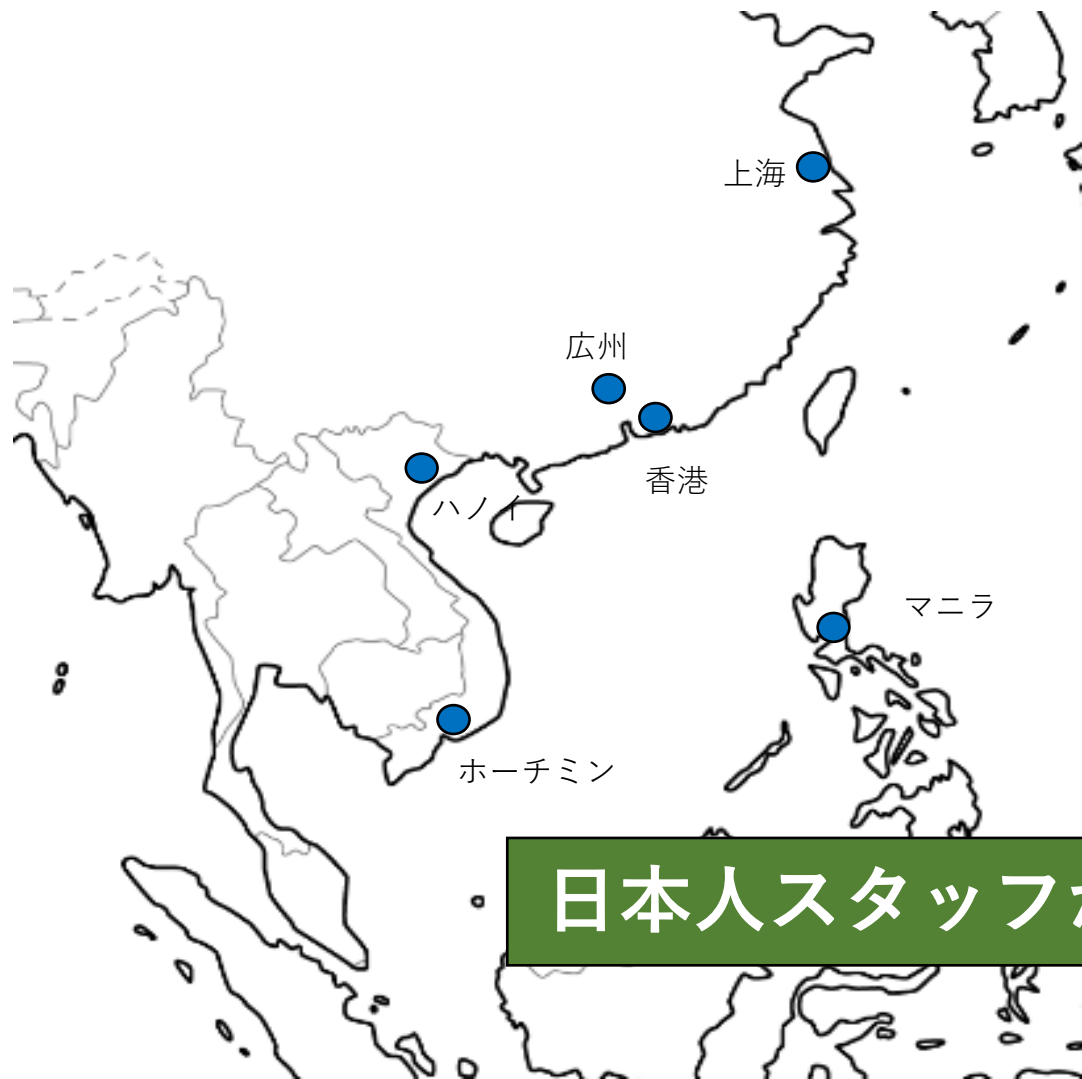 上海
広州
香港
ハノイ
マニラ
ホーチミン
日本人スタッフ